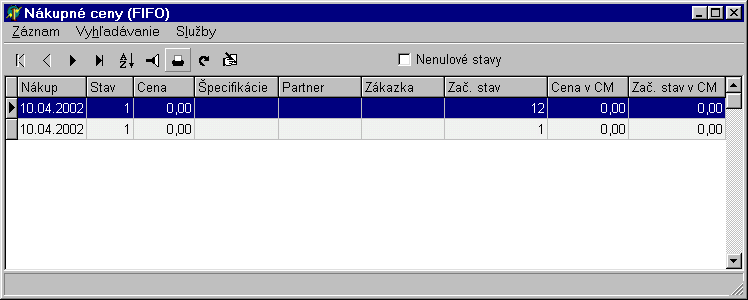 Nákupné ceny (FIFO)
Záznam Vyhľadávanie Služby
Nenulové stavy
Nákup Stav Cena Špecifikácie Partner Zákazka Zač. stav Cena v CM Zač. stav v CM
10.04.2002 1 0,00 12 0,00 0,00
10.04.2002 1 0,00 1 0,00 0,00